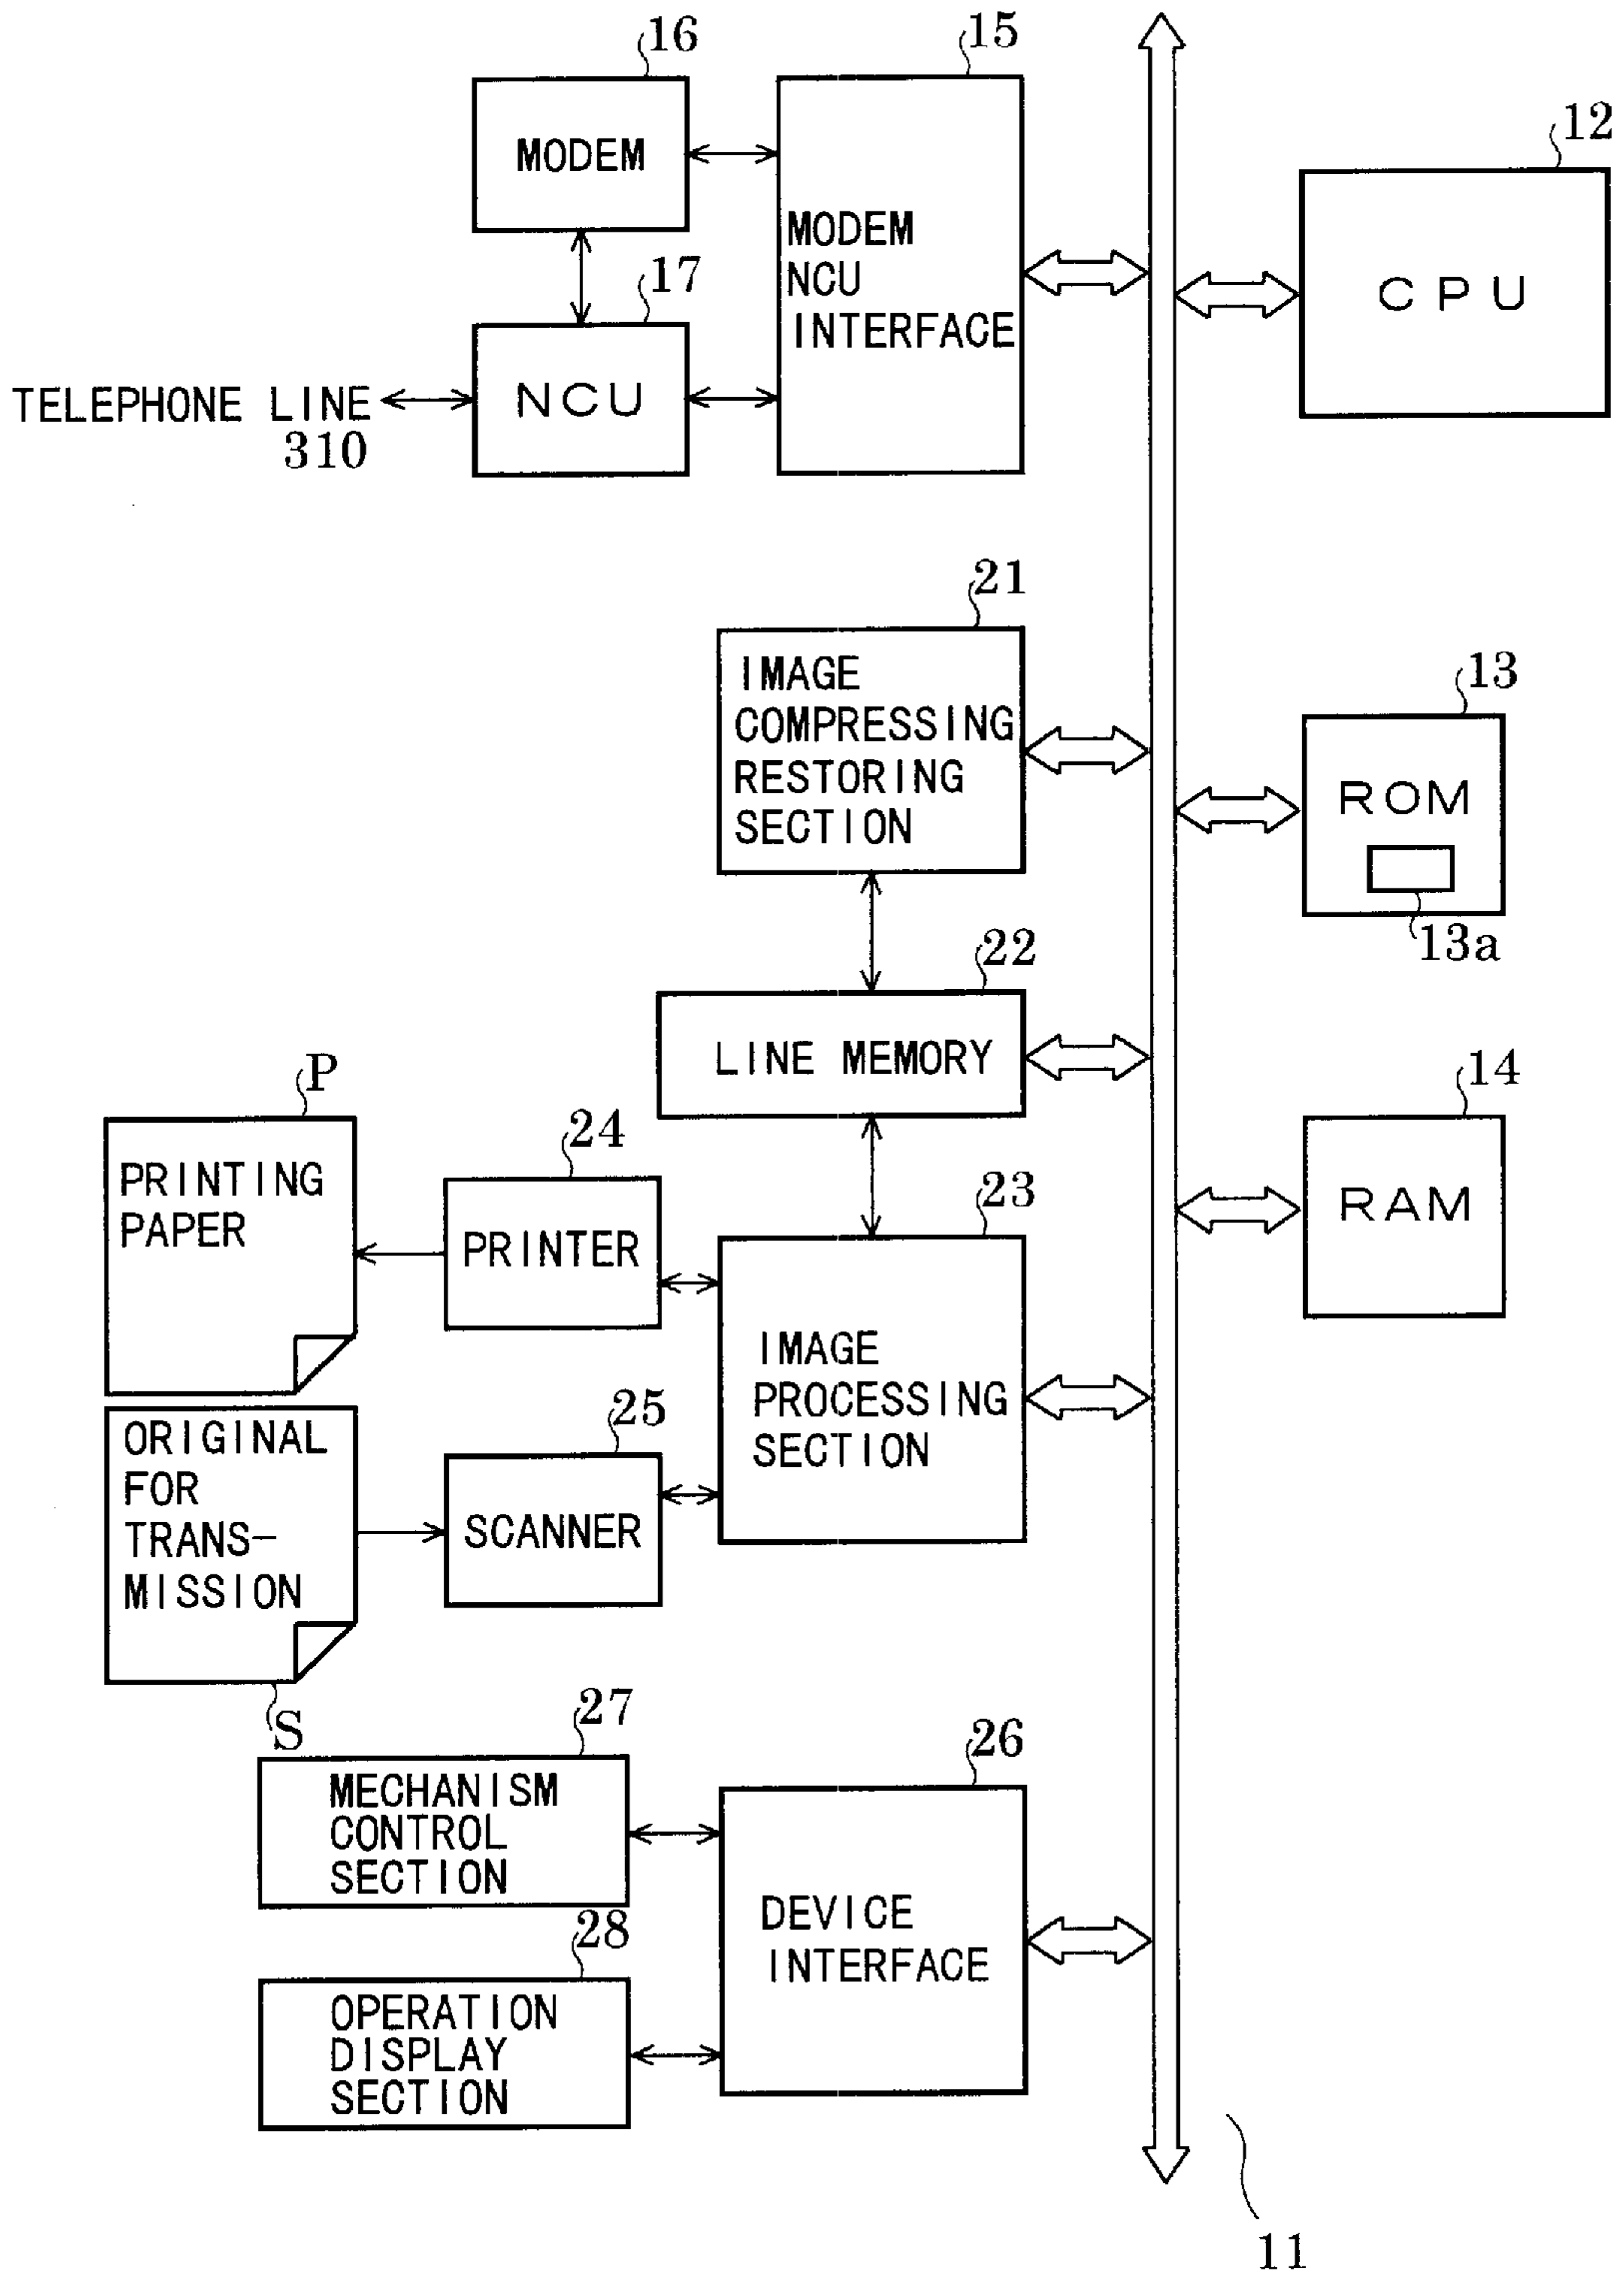 16
15
MODEM
MODEM
NCU
INTERFACE
12
CPU
17
NCU
TELEPHONE LINE
310
21
IMAGE
COMPRESSING
RESTORING
SECTION
13
ROM
13a
22
LINE MEMORY
14
RAM
P
PRINTING
PAPER
24
PRINTER
23
IMAGE
PROCESSING
SECTION
ORIGINAL
FOR
TRANS-
MISSION
S
25
SCANNER
27
MECHANISM
CONTROL
SECTION
26
DEVICE
INTERFACE
28
OPERATION
DISPLAY
SECTION
11